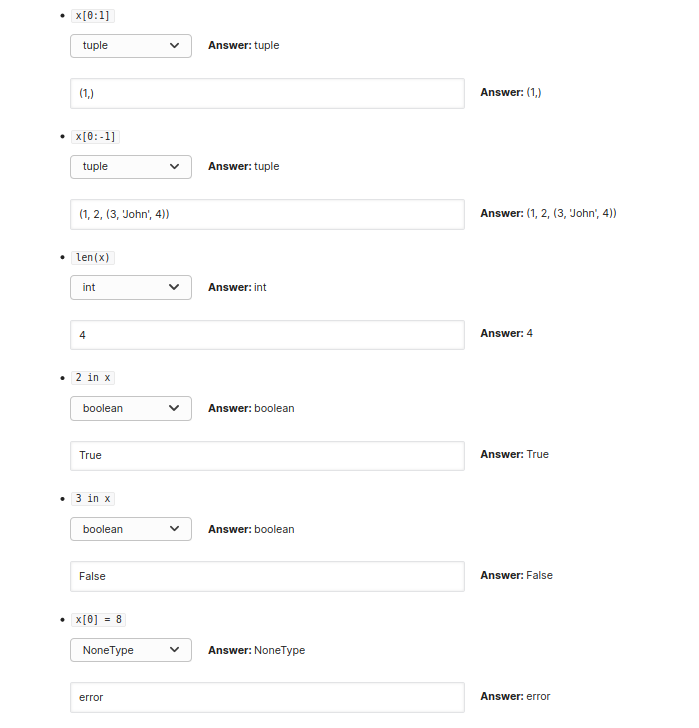 • x[0:1]
tuple Answer: tuple
(1,) Answer: (1,)
• x[0:-1]
tuple Answer: tuple
(1, 2, (3, 'John', 4)) Answer: (1, 2, (3, 'John', 4))
• len(x)
int Answer: int
4 Answer: 4
• 2 in x
boolean Answer: boolean
True Answer: True
• 3 in x
boolean Answer: boolean
False Answer: False
• x[0] = 8
NoneType Answer: NoneType
error Answer: error